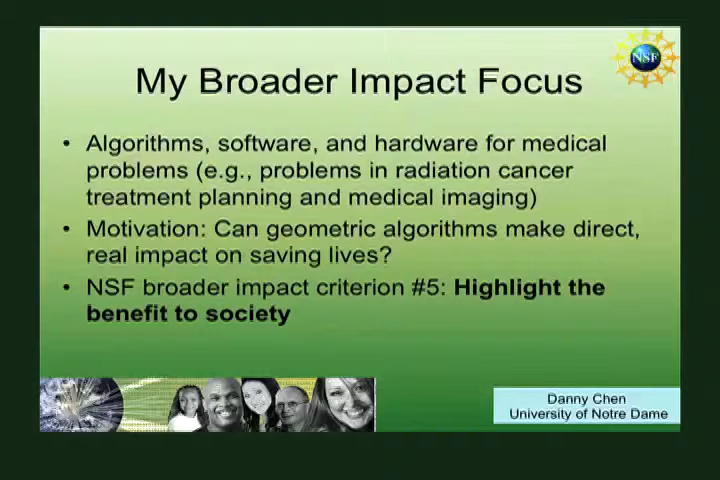 NSF
My Broader Impact Focus
• Algorithms, software, and hardware for medical
problems (e.g., problems in radiation cancer
treatment planning and medical imaging)
• Motivation: Can geometric algorithms make direct,
real impact on saving lives?
• NSF broader impact criterion #5: Highlight the
benefit to society
Danny Chen
University of Notre Dame